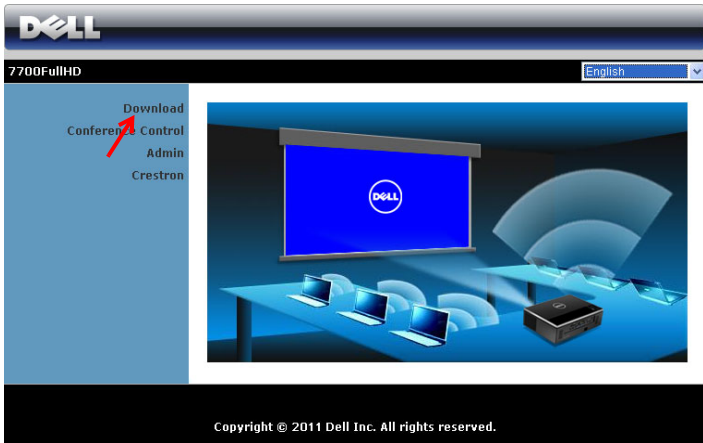 DELL
7700FullHD
English
Download
Conference Control
Admin
Crestron
DELL
Copyright © 2011 Dell Inc. All rights reserved.